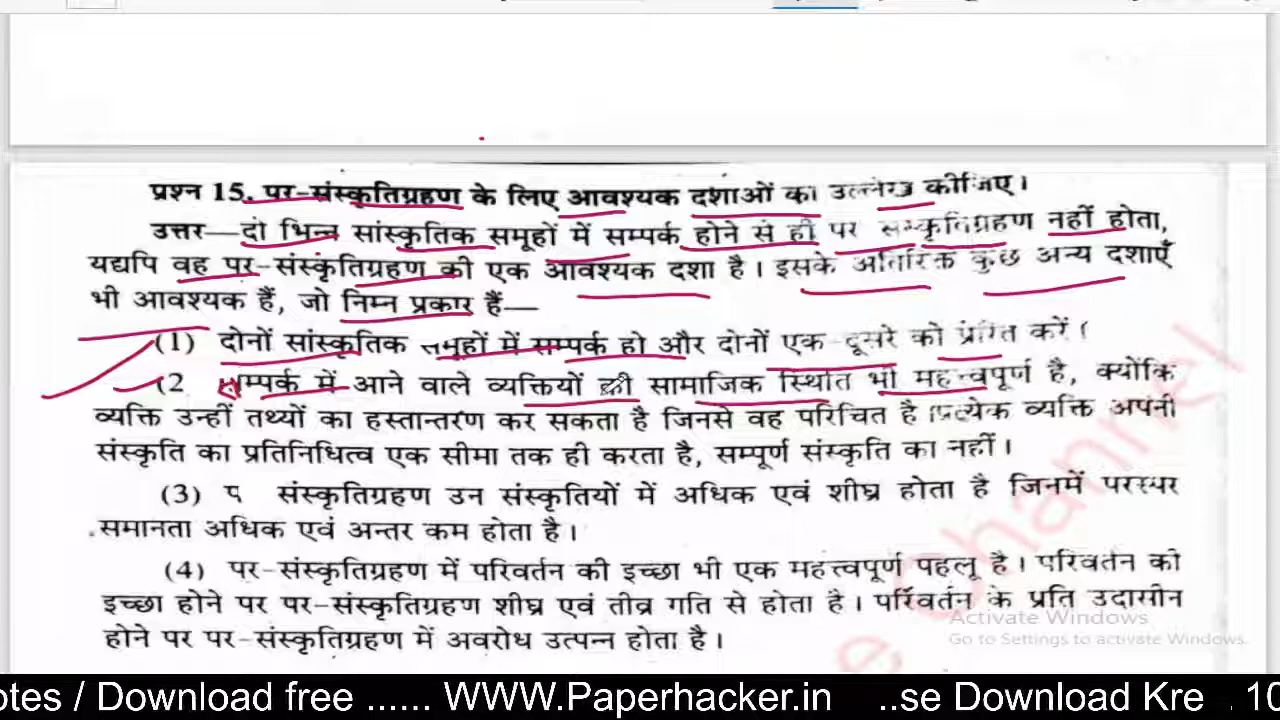 प्रश्न 15. पर-संस्कृतिग्रहण के लिए आवश्यक दशाओं का उल्लेख कीजिए।
उत्तर—दो भिन्न सांस्कृतिक समूहों में सम्पर्क होने से ही पर सस्कृतिग्रहण नहीं होता,
यद्यपि वह पर-संस्कृतिग्रहण की एक आवश्यक दशा है। इसके अतिरिक्त कुछ अन्य दशाएँ
भी आवश्यक हैं, जो निम्न प्रकार हैं—
(1) दोनों सांस्कृतिक समूहों में सम्पर्क हो और दोनों एक-दूसरे को प्रेरित करें।
(2 सम्पर्क में आने वाले व्यक्तियों की सामाजिक स्थिति भी महत्त्वपूर्ण है, क्योंकि
व्यक्ति उन्हीं तथ्यों का हस्तान्तरण कर सकता है जिनसे वह परिचित है। प्रत्येक व्यक्ति अपनी
संस्कृति का प्रतिनिधित्व एक सीमा तक ही करता है, सम्पूर्ण संस्कृति का नहीं।
(3) प संस्कृतिग्रहण उन संस्कृतियों में अधिक एवं शीघ्र होता है जिनमें परस्पर
समानता अधिक एवं अन्तर कम होता है।
(4) पर-संस्कृतिग्रहण में परिवर्तन की इच्छा भी एक महत्त्वपूर्ण पहलू है। परिवर्तन की
इच्छा होने पर पर-संस्कृतिग्रहण शीघ्र एवं तीव्र गति से होता है। परिवर्तन के प्रति उदासीन
होने पर पर-संस्कृतिग्रहण में अवरोध उत्पन्न होता है।
e Channel
Activate Windows
Go to Settings to activate Windows.
otes / Download free ...... WWW.Paperhacker.in ..se Download Kre . 10